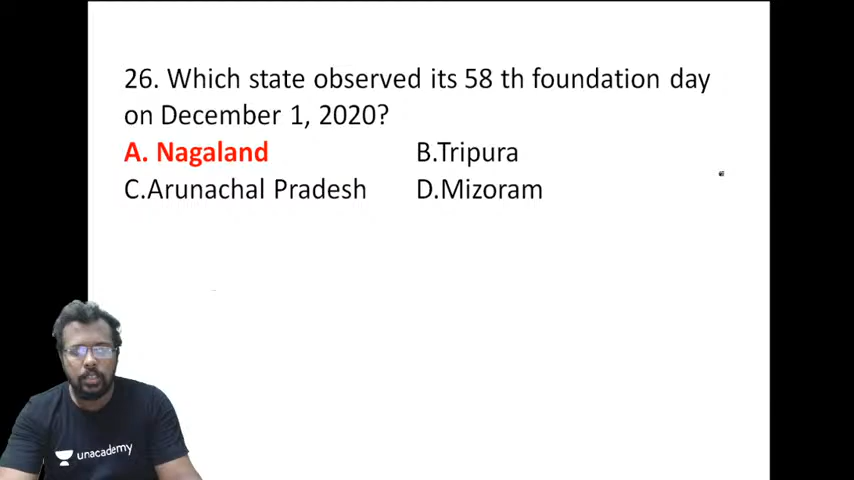 26. Which state observed its 58 th foundation day
on December 1, 2020?
A. Nagaland B.Tripura
C.Arunachal Pradesh D.Mizoram
unacademy